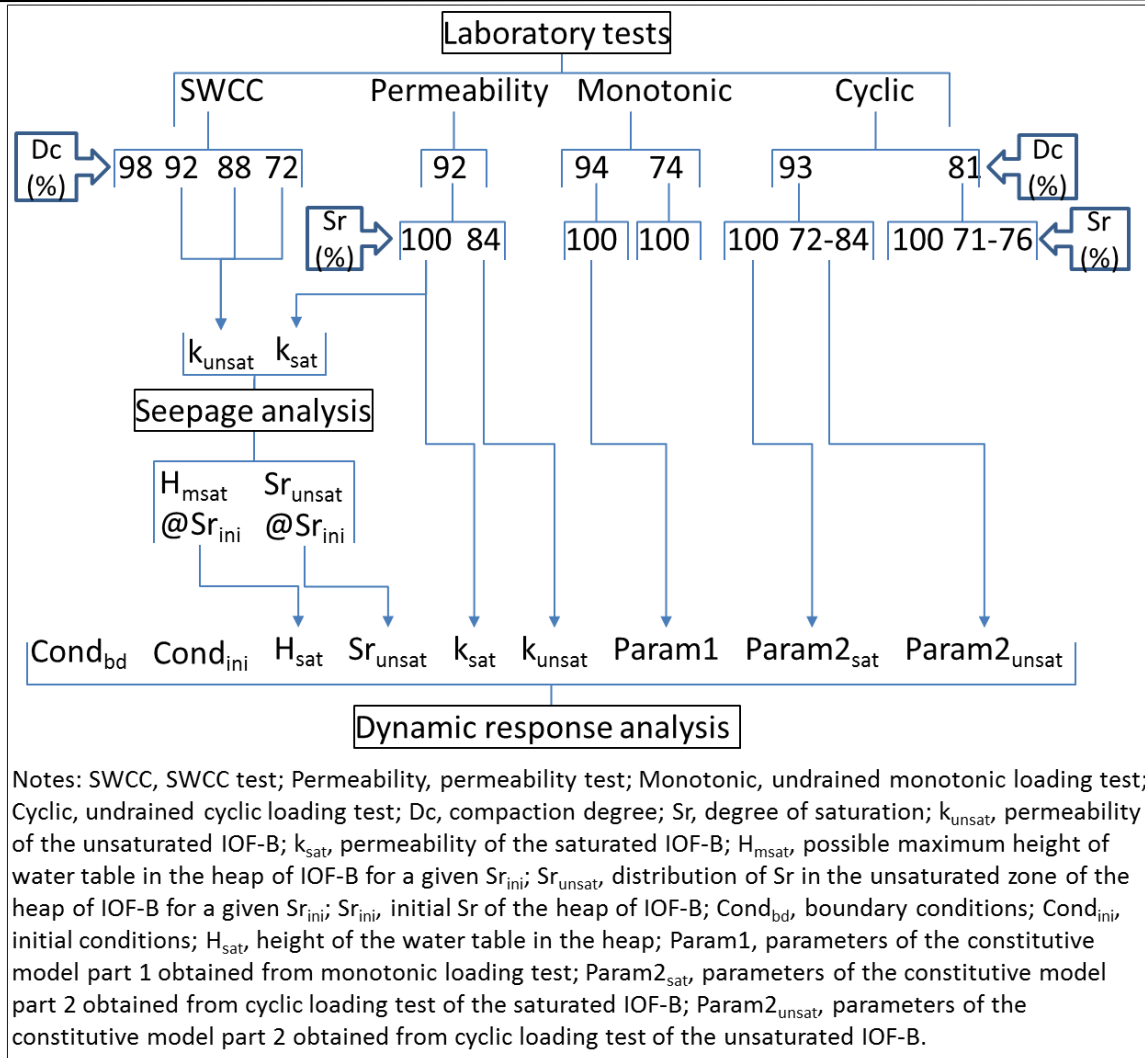 Laboratory tests
SWCC Permeability Monotonic Cyclic
Dc (%) 98 92 88 72 92 94 74 93 81 Dc (%)
Sr (%) 100 84 100 100 100 72-84 100 71-76 Sr (%)
kunsat ksat
Seepage analysis
Hmsat Srunsat
@Srini @Srini
Condbd Condini Hsat Srunsat ksat kunsat Param1 Param2sat Param2unsat
Dynamic response analysis
Notes: SWCC, SWCC test; Permeability, permeability test; Monotonic, undrained monotonic loading test;
Cyclic, undrained cyclic loading test; Dc, compaction degree; Sr, degree of saturation; kunsat, permeability
of the unsaturated IOF-B; ksat, permeability of the saturated IOF-B; Hmsat, possible maximum height of
water table in the heap of IOF-B for a given Srini; Srunsat, distribution of Sr in the unsaturated zone of the
heap of IOF-B for a given Srini; Srini, initial Sr of the heap of IOF-B; Condbd, boundary conditions; Condini,
initial conditions; Hsat, height of the water table in the heap; Param1, parameters of the constitutive
model part 1 obtained from monotonic loading test; Param2sat, parameters of the constitutive model
part 2 obtained from cyclic loading test of the saturated IOF-B; Param2unsat, parameters of the
constitutive model part 2 obtained from cyclic loading test of the unsaturated IOF-B.